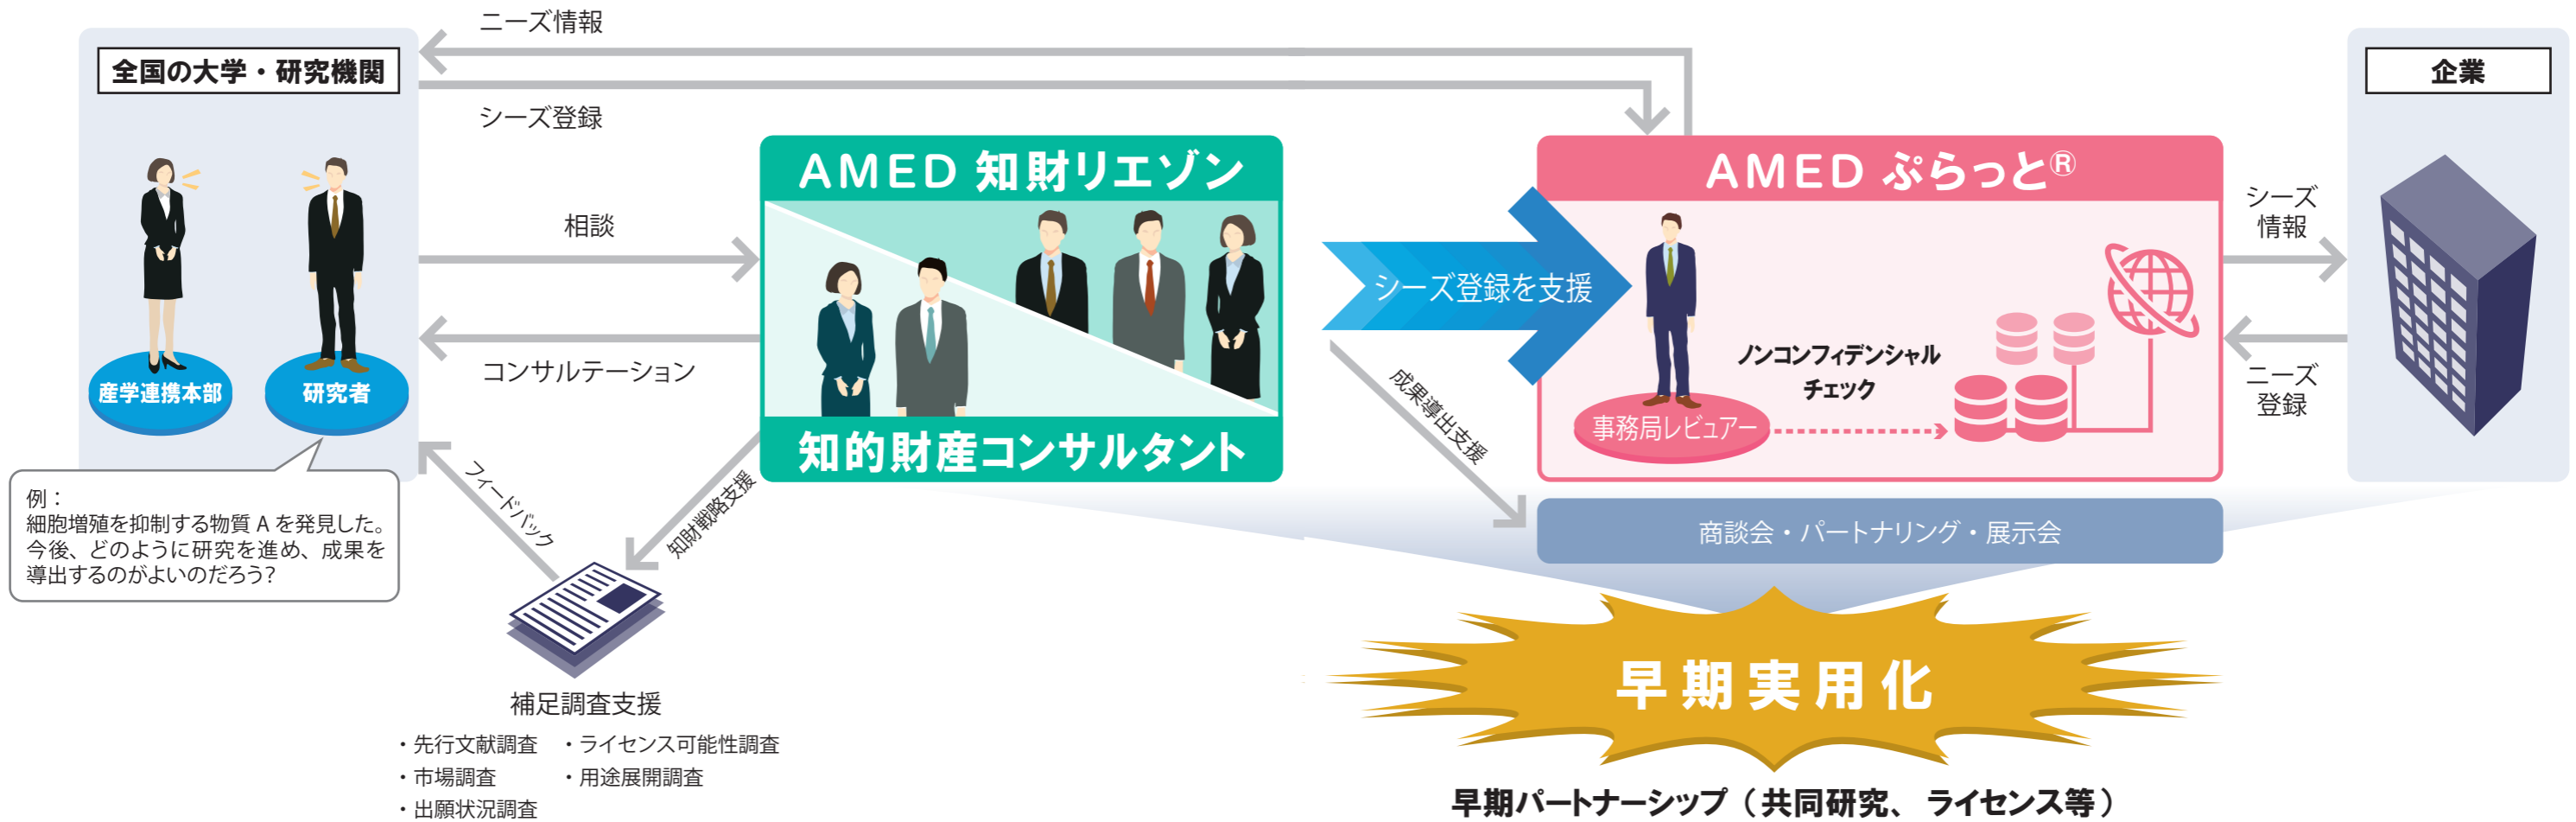 ニーズ情報
全国の大学・研究機関
シーズ登録
産学連携本部
研究者
例：
細胞増殖を抑制する物質 A を発見した。
今後、どのように研究を進め、成果を
導出するのがよいのだろう?
相談
コンサルテーション
フィードバック
知財戦略支援
補足調査支援
・先行文献調査
・市場調査
・出願状況調査
・ライセンス可能性調査
・用途展開調査
AMED 知財リエゾン
知的財産コンサルタント
シーズ登録を支援
成果導出支援
AMED ぷらっと®
事務局レビュアー
ノンコンフィデンシャル
チェック
商談会・パートナリング・展示会
シーズ
情報
ニーズ
登録
企業
早期実用化
早期パートナーシップ（共同研究、ライセンス等）